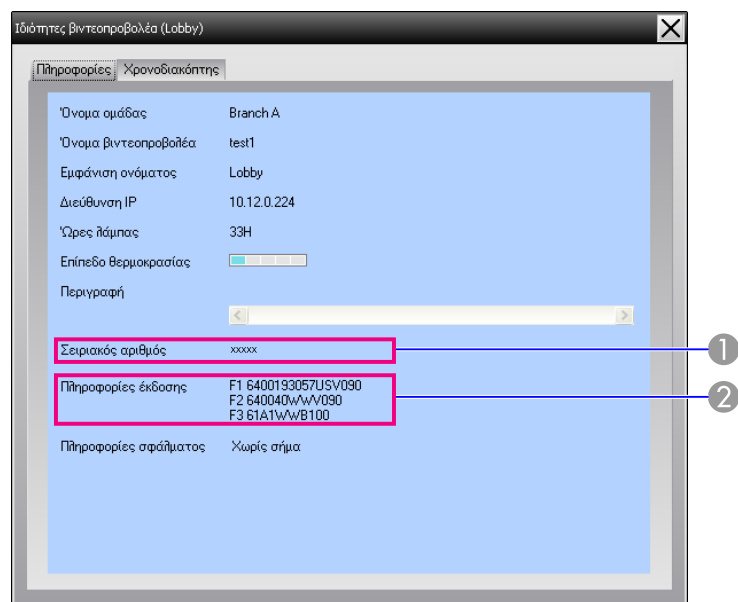 Ιδιότητες βιντεοπροβολέα (Lobby)
Πληροφορίες Χρονοδιακόπτης
Όνομα ομάδας Branch A
Όνομα βιντεοπροβολέα test1
Εμφάνιση ονόματος Lobby
Διεύθυνση IP 10.12.0.224
Ώρες λάμπας 33H
Επίπεδο θερμοκρασίας
Περιγραφή
Σειριακός αριθμός xxxxx
1
Πληροφορίες έκδοσης F1 6400193057USV090
F2 640040WWV090
F3 61A1WWB100
2
Πληροφορίες σφάλματος Χωρίς σήμα